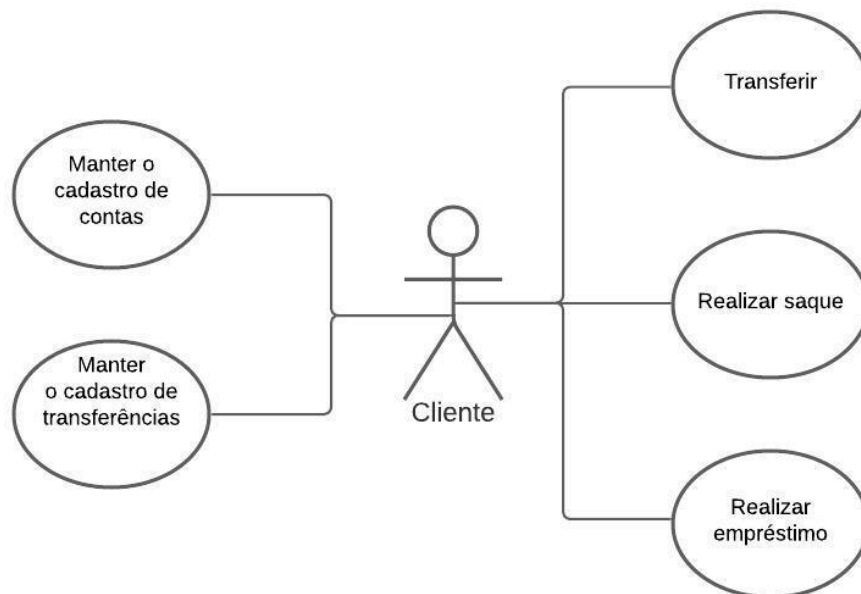 Manter o
cadastro de
contas
Manter
o cadastro de
transferências
Cliente
Transferir
Realizar saque
Realizar
empréstimo